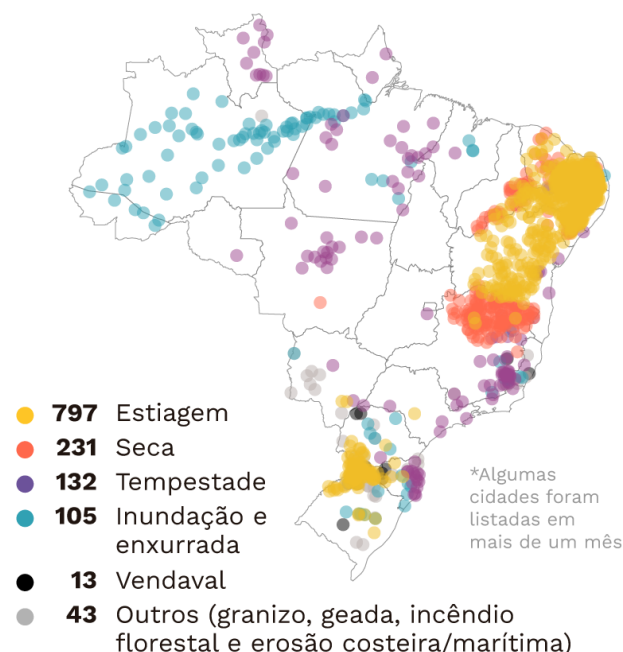 797 Estiagem
231 Seca
132 Tempestade
105 Inundação e
enxurrada
13 Vendaval
43 Outros (granizo, geada, incêndio
florestal e erosão costeira/marítima)
*Algumas
cidades foram
listadas em
mais de um mês